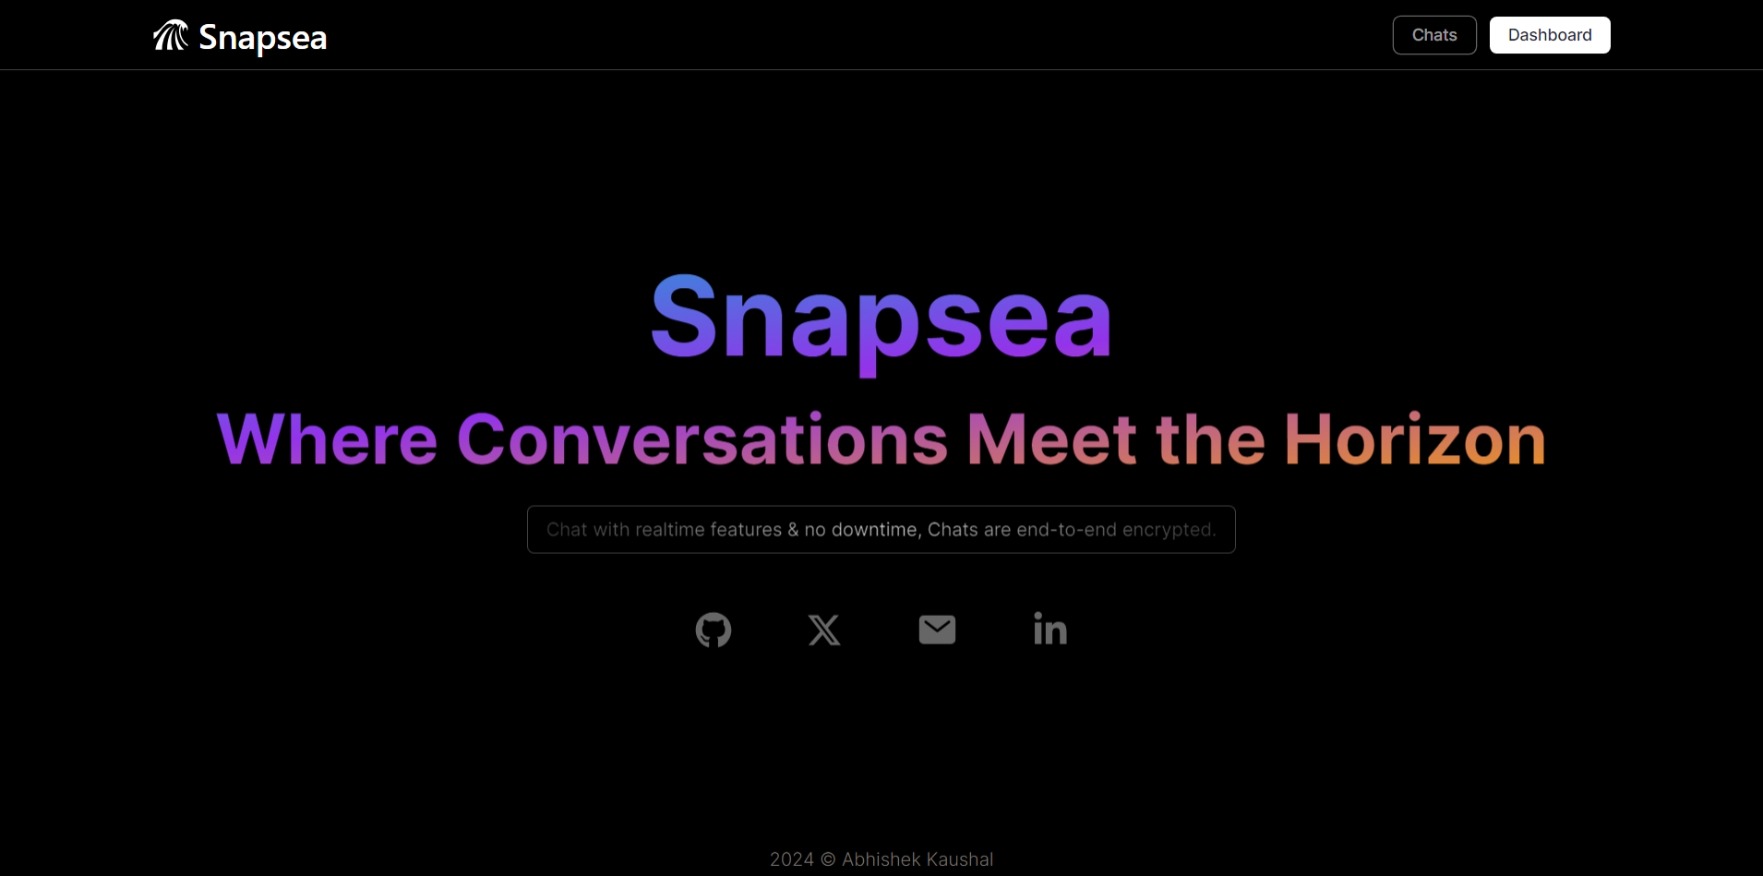 Snapsea
Chats
Dashboard
Snapsea
Where Conversations Meet the Horizon
Chat with realtime features & no downtime, Chats are end-to-end encrypted.
2024 © Abhishek Kaushal